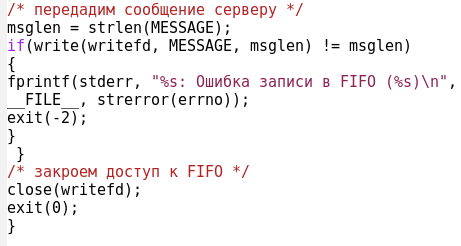 /* передадим сообщение серверу */
msglen = strlen(MESSAGE);
if(write(writefd, MESSAGE, msglen) != msglen)
{
fprintf(stderr, "%s: Ошибка записи в FIFO (%s)\n",
__FILE__, strerror(errno));
exit(-2);
}
 }
/* закроем доступ к FIFO */
close(writefd);
exit(0);
}